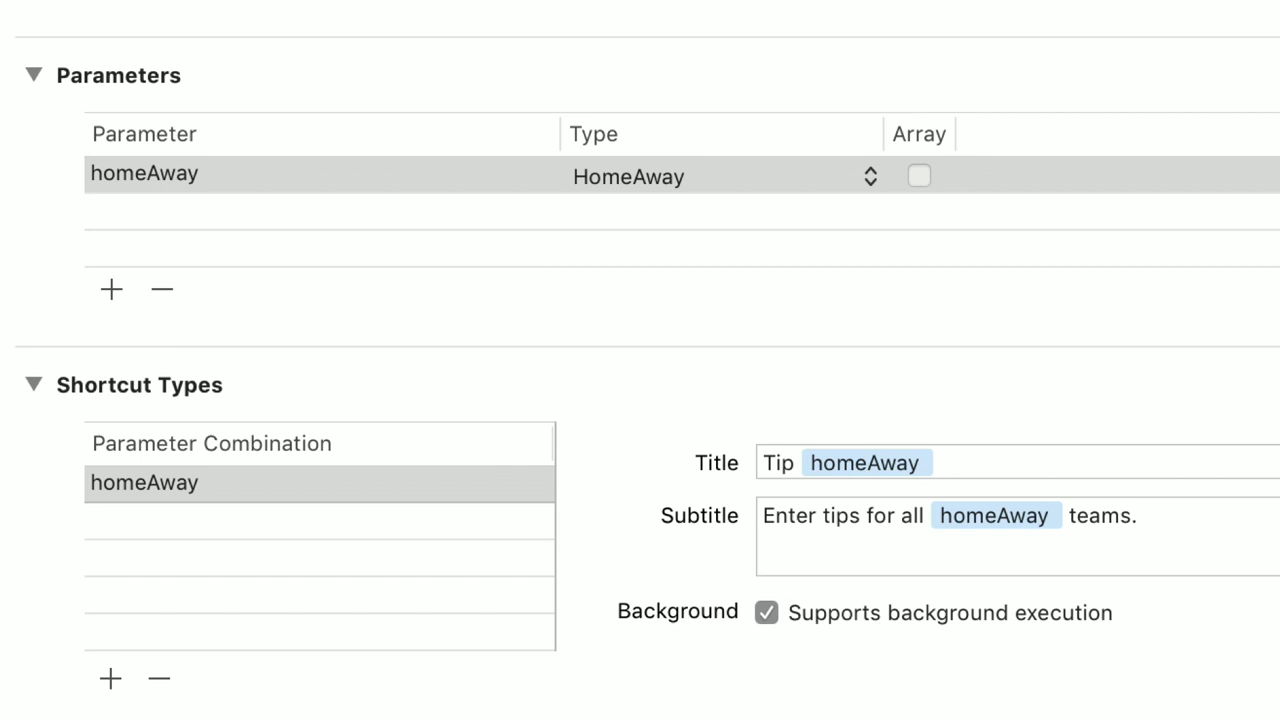 Parameters
Parameter Type Array
homeAway HomeAway
Shortcut Types
Parameter Combination
homeAway
Title Tip homeAway
Subtitle Enter tips for all homeAway teams.
Background Supports background execution